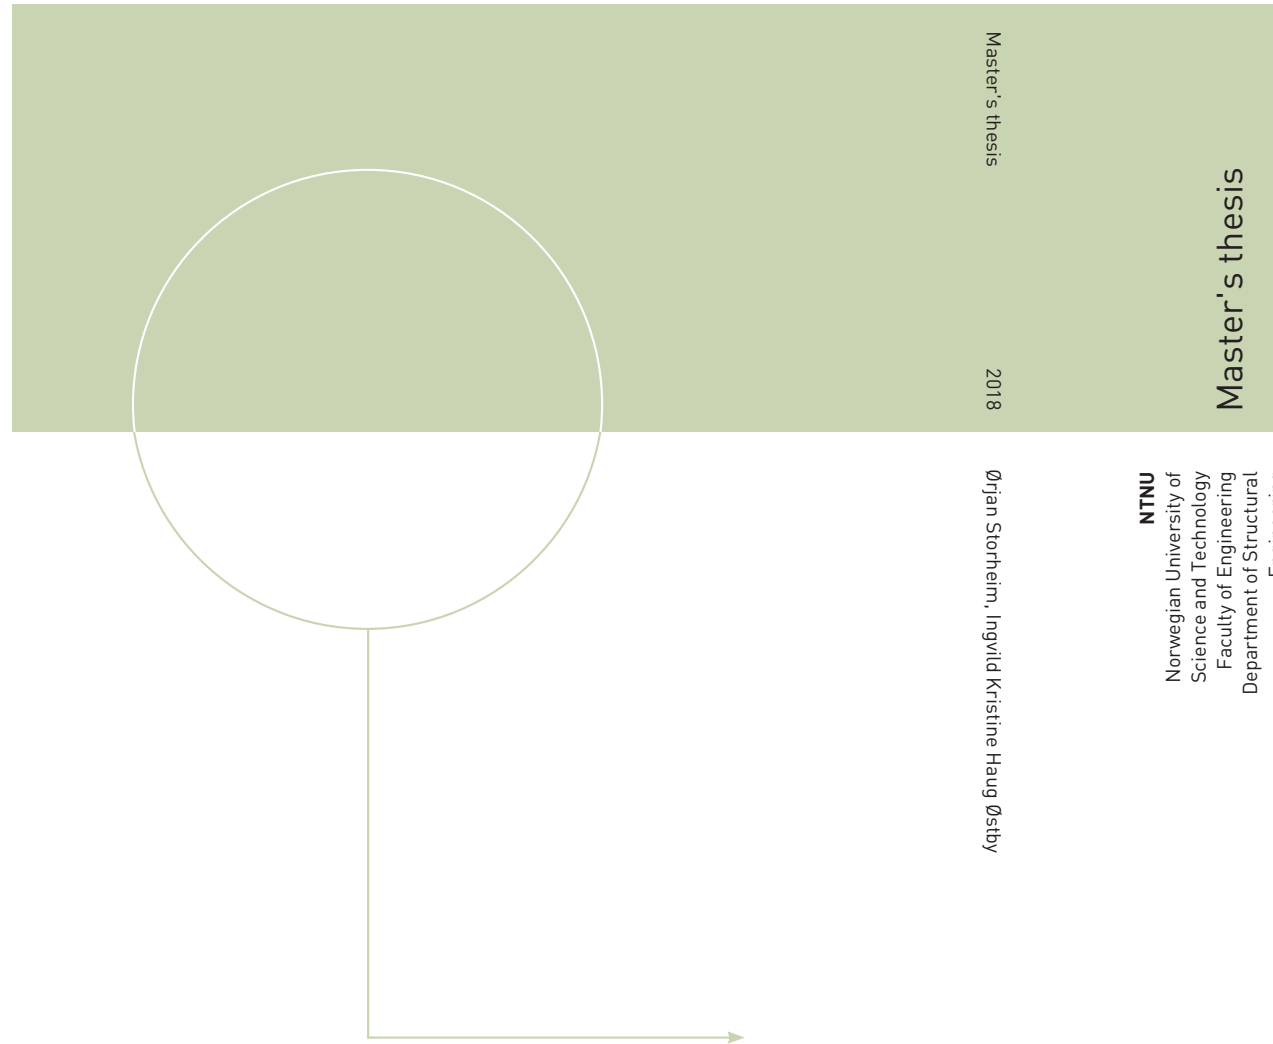 Master's thesis
2018
Ørjan Storheim, Ingvild Kristine Haug Østby
Master's thesis
NTNU
Norwegian University of
Science and Technology
Faculty of Engineering
Department of Structural